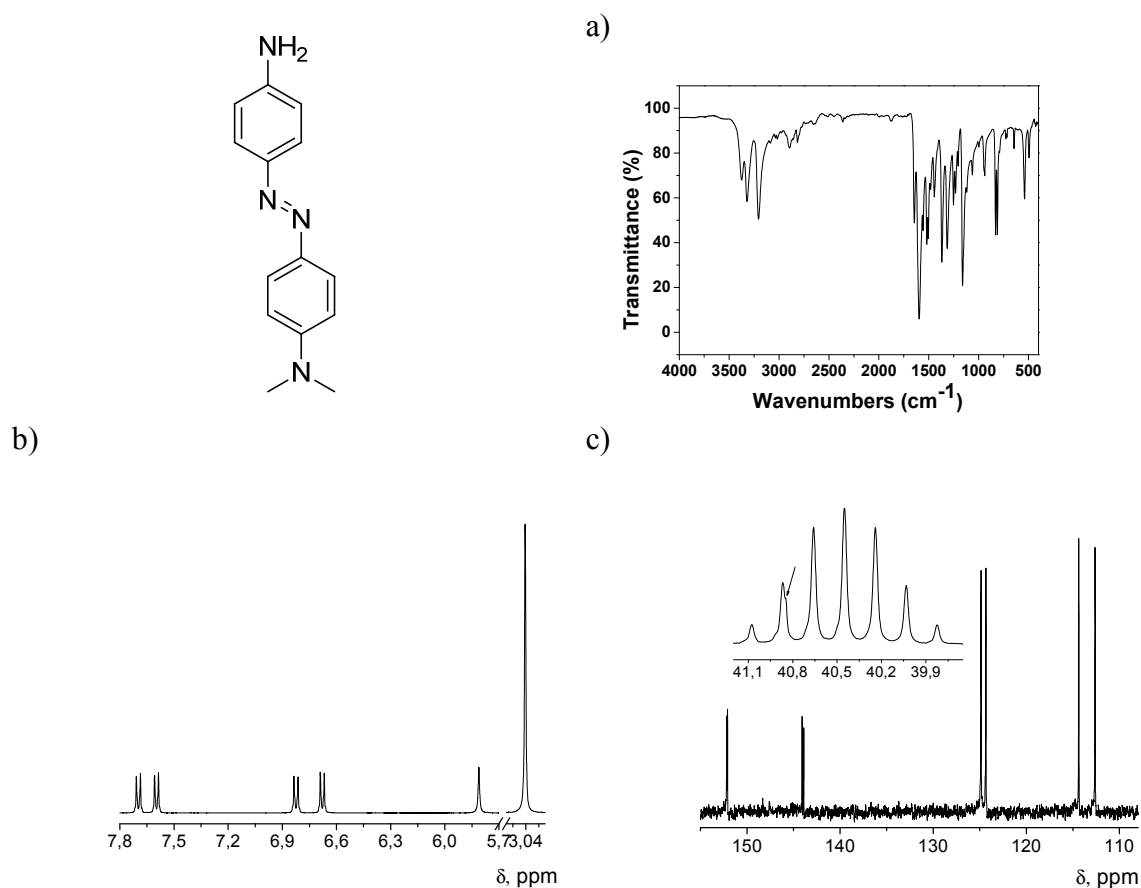 a)
NH2
N
N
N
100
80
60
40
20
0
Transmittance (%)
4000 3500 3000 2500 2000 1500 1000 500
Wavenumbers (cm-1)
b)
7,8 7,5 7,2 6,9 6,6 6,3 6,0 5,7 3,04
δ, ppm
c)
41,1 40,8 40,5 40,2 39,9
150 140 130 120 110
δ, ppm